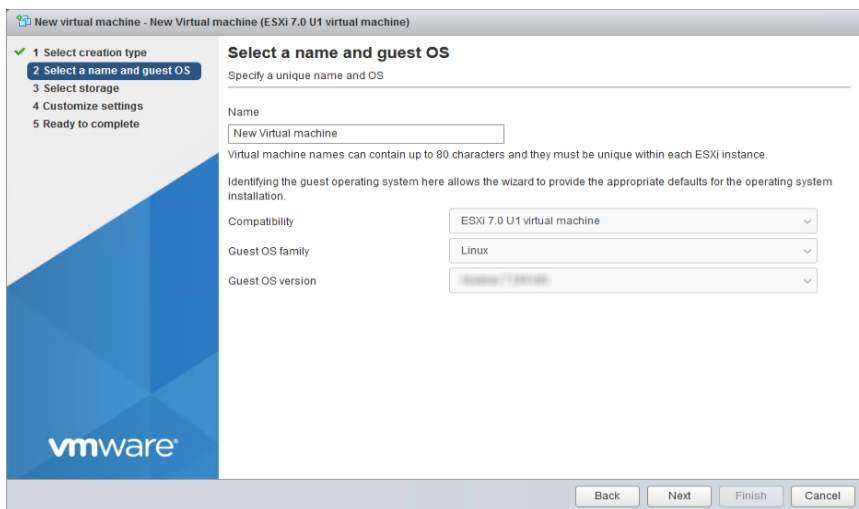 New virtual machine - New Virtual machine (ESXi 7.0 U1 virtual machine)
1 Select creation type
2 Select a name and guest OS
3 Select storage
4 Customize settings
5 Ready to complete
Select a name and guest OS
Specify a unique name and OS
Name
New Virtual machine
Virtual machine names can contain up to 80 characters and they must be unique within each ESXi instance.
Identifying the guest operating system here allows the wizard to provide the appropriate defaults for the operating system
installation.
Compatibility
ESXi 7.0 U1 virtual machine
Guest OS family
Linux
Guest OS version
vmware®
Back
Next
Finish
Cancel